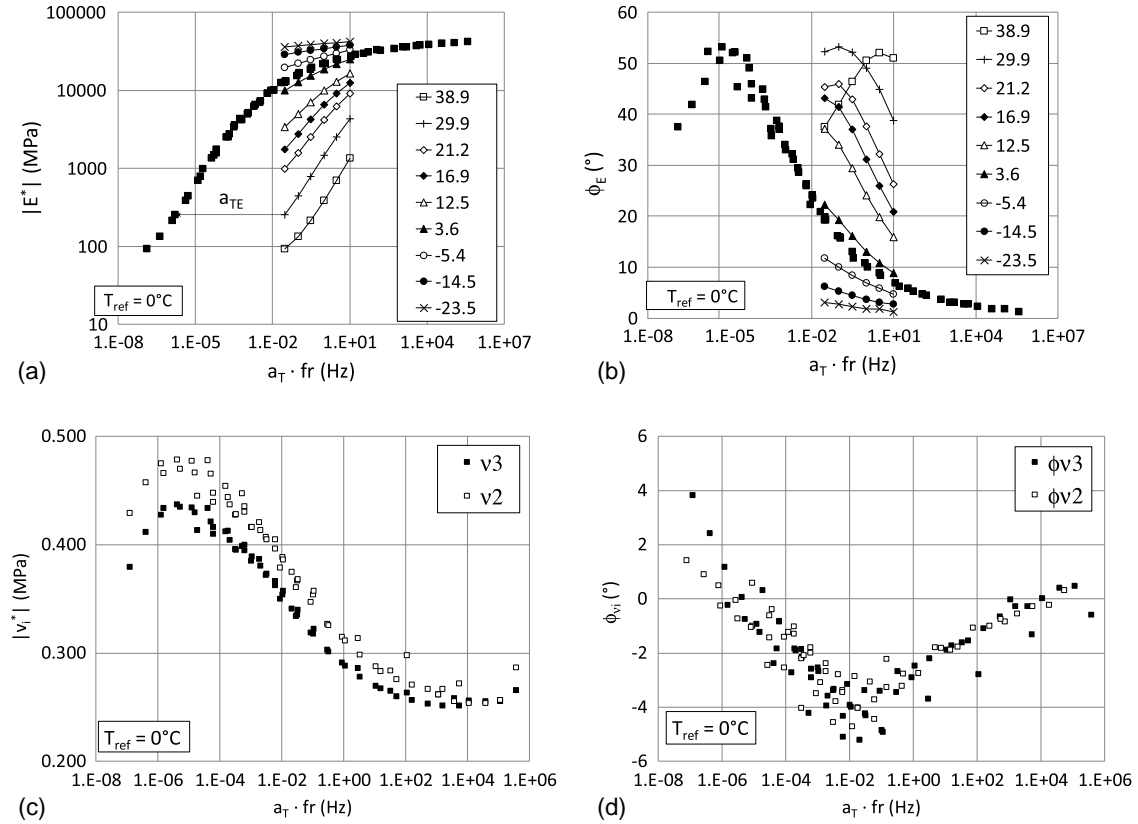 100000
10000
1000
100
10
|E*| (MPa)
a_TE
T_ref = 0°C
38.9
29.9
21.2
16.9
12.5
3.6
-5.4
-14.5
-23.5
1.E-08 1.E-05 1.E-02 1.E+01 1.E+04 1.E+07
a_T · fr (Hz)
(a)
60
50
40
30
20
10
0
ϕ_E (°)
T_ref = 0°C
38.9
29.9
21.2
16.9
12.5
3.6
-5.4
-14.5
-23.5
1.E-08 1.E-05 1.E-02 1.E+01 1.E+04 1.E+07
a_T · fr (Hz)
(b)
0.500
0.400
0.300
0.200
|ν_i*| (MPa)
ν3
ν2
T_ref = 0°C
1.E-08 1.E-06 1.E-04 1.E-02 1.E+00 1.E+02 1.E+04 1.E+06
a_T · fr (Hz)
(c)
6
4
2
0
-2
-4
-6
ϕ_νi (°)
ϕν3
ϕν2
T_ref = 0°C
1.E-08 1.E-06 1.E-04 1.E-02 1.E+00 1.E+02 1.E+04 1.E+06
a_T · fr (Hz)
(d)